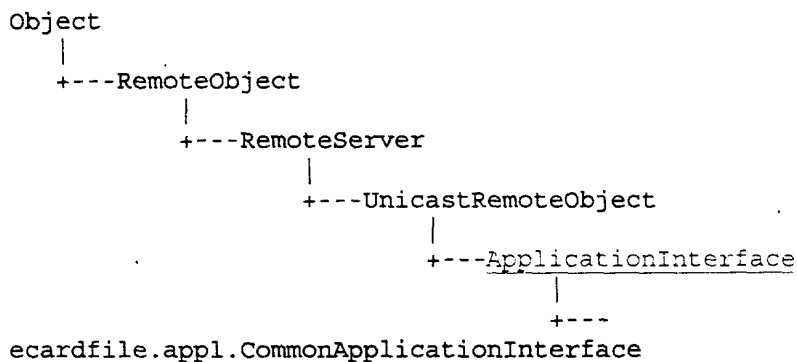 Object
|
+---RemoteObject
|
+---RemoteServer
|
+---UnicastRemoteObject
|
+---ApplicationInterface
|
+---
ecardfile.appl.CommonApplicationInterface